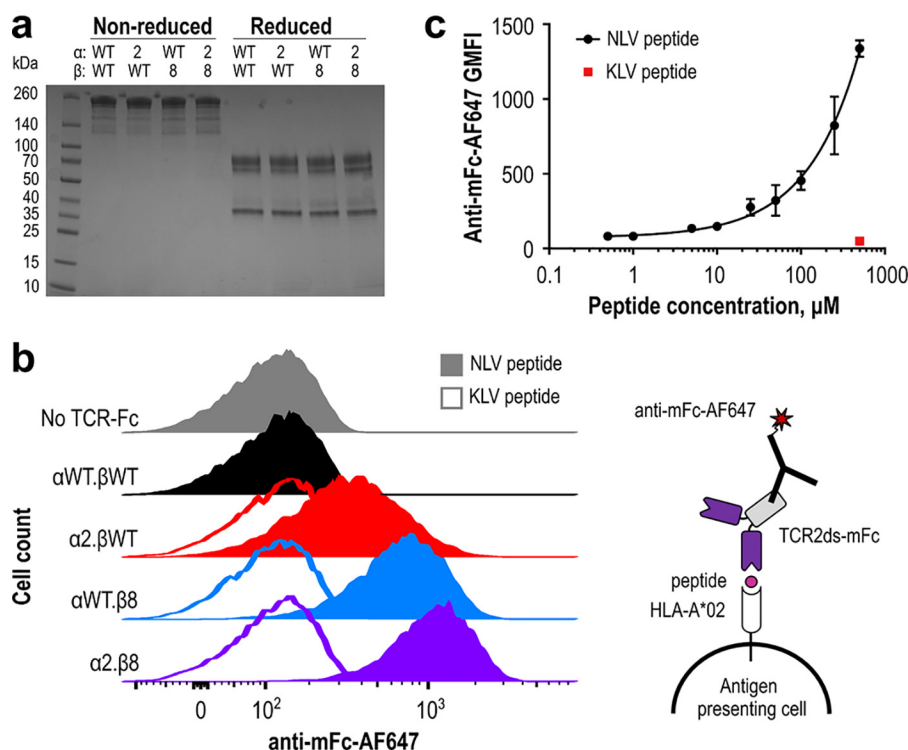 a
Non-reduced Reduced
α: WT 2 WT 2 WT 2 WT 2
kDa β: WT WT 8 8 WT WT 8 8
260
140
100
70
50
40
35
25
15
10
c
NLV peptide
KLV peptide
Anti-mFc-AF647 GMFI
1500
1000
500
0
0.1 1 10 100 1000
Peptide concentration, µM
b
NLV peptide
KLV peptide
Cell count
No TCR-Fc
αWT.βWT
α2.βWT
αWT.β8
α2.β8
0 10² 10³
anti-mFc-AF647
anti-mFc-AF647
TCR2ds-mFc
peptide
HLA-A*02
Antigen
presenting cell